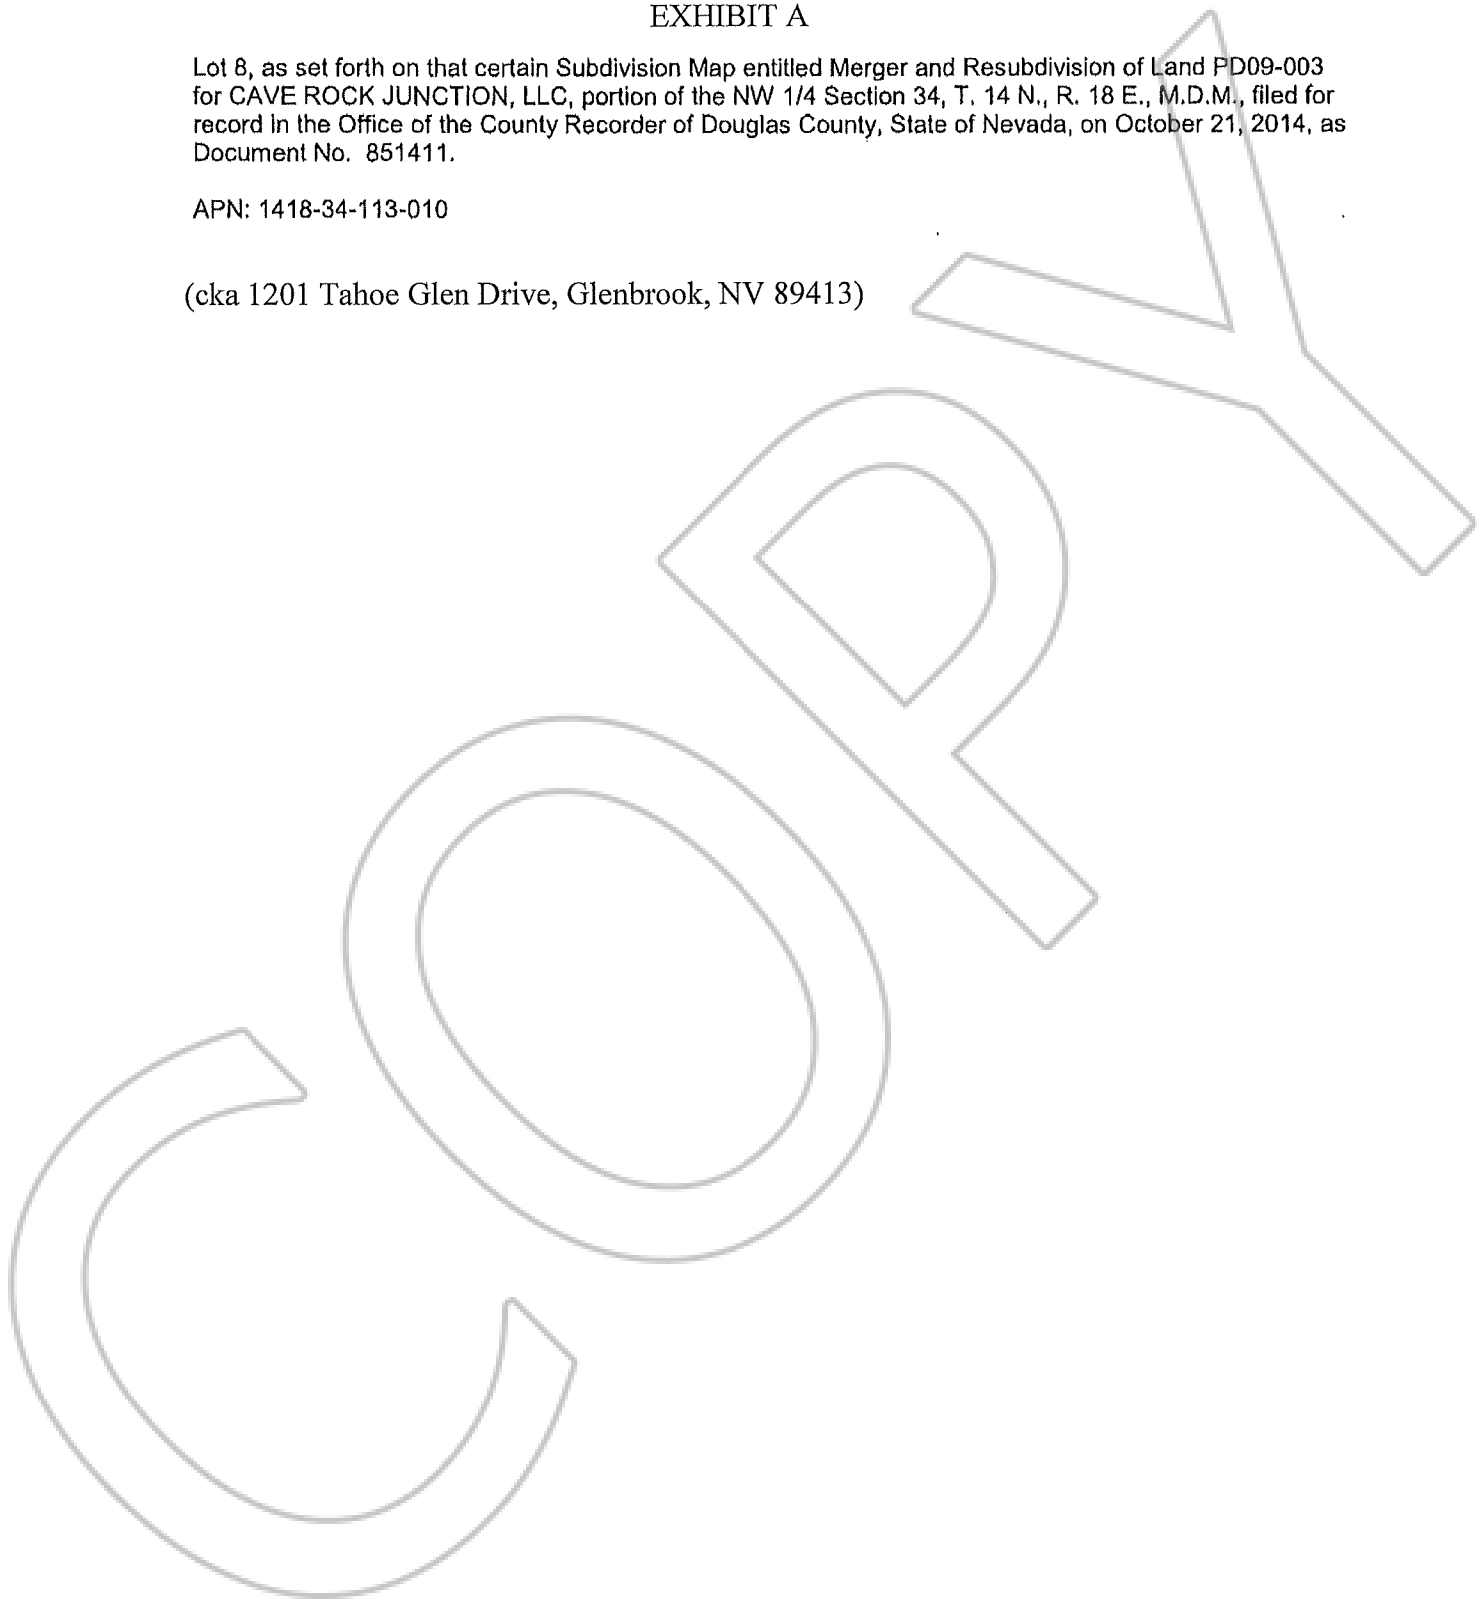 EXHIBIT A
Lot 8, as set forth on that certain Subdivision Map entitled Merger and Resubdivision of Land PD09-003
for CAVE ROCK JUNCTION, LLC, portion of the NW 1/4 Section 34, T. 14 N., R. 18 E., M.D.M., filed for
record in the Office of the County Recorder of Douglas County, State of Nevada, on October 21, 2014, as
Document No. 851411.
APN: 1418-34-113-010
(cka 1201 Tahoe Glen Drive, Glenbrook, NV 89413)
COPY